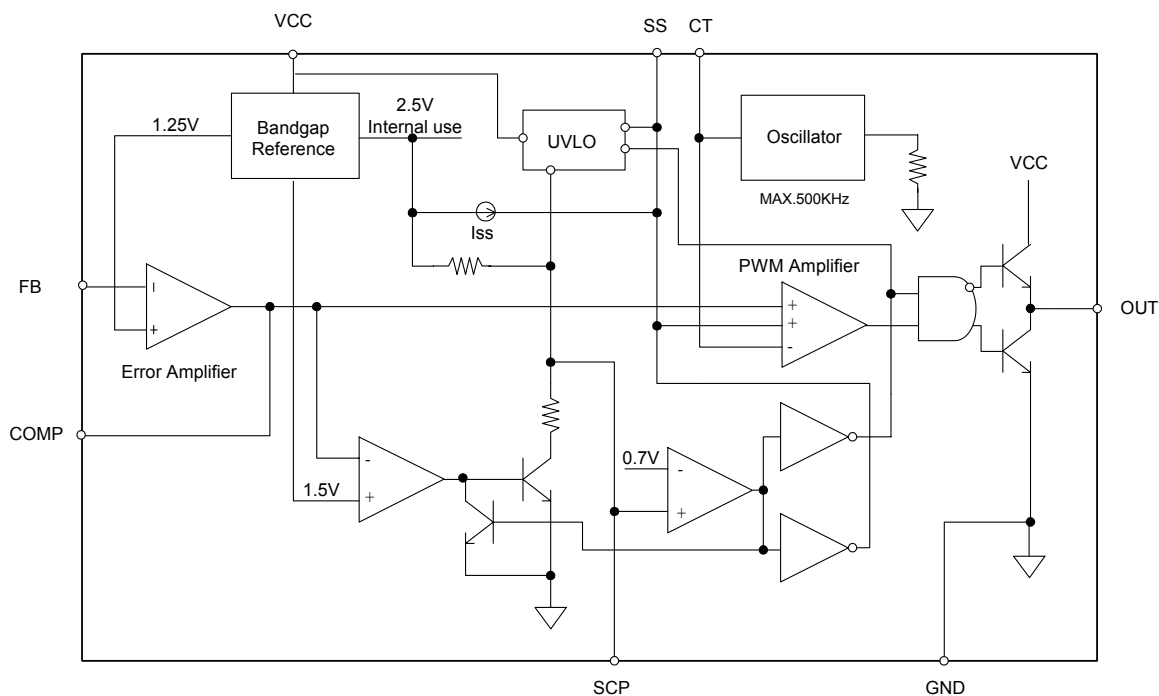 VCC
SS
CT
1.25V
Bandgap
Reference
2.5V
Internal use
UVLO
Oscillator
MAX.500KHz
VCC
Iss
PWM Amplifier
FB
-
+
Error Amplifier
+
+
-
OUT
COMP
-
1.5V
+
0.7V
-
+
SCP
GND